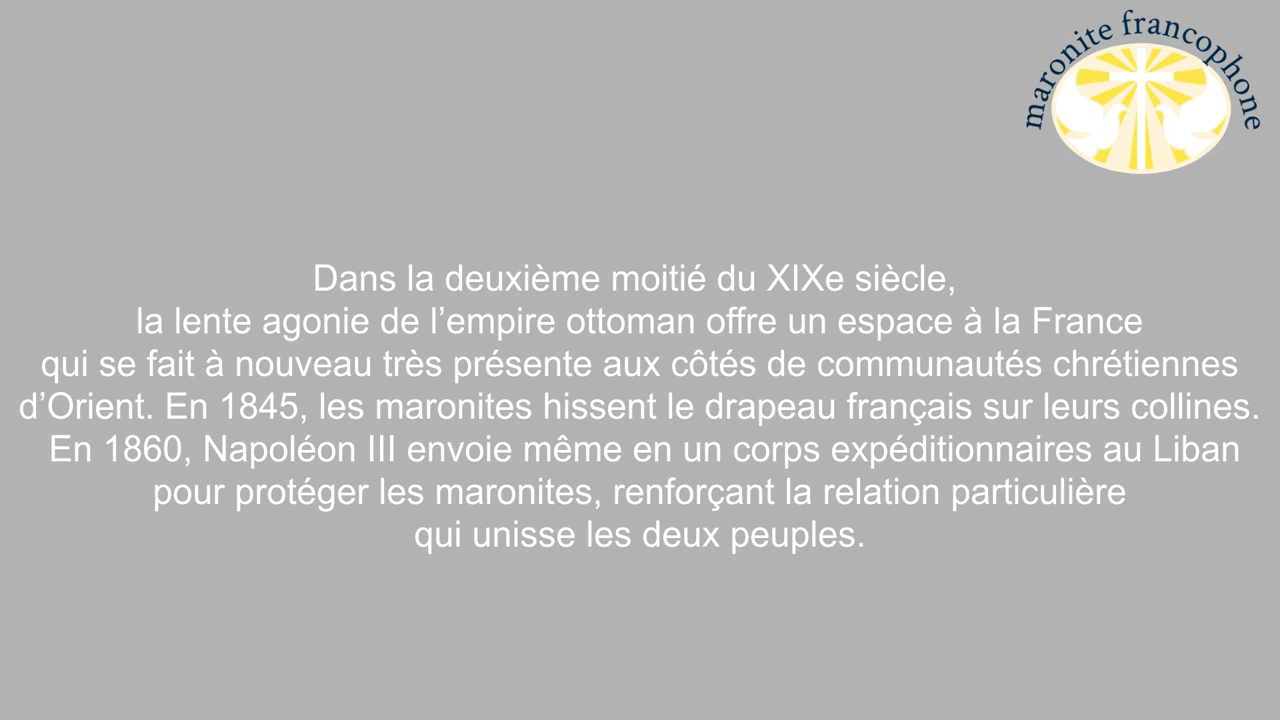 maronite francophone
Dans la deuxième moitié du XIXe siècle,
la lente agonie de l’empire ottoman offre un espace à la France
qui se fait à nouveau très présente aux côtés de communautés chrétiennes
d’Orient. En 1845, les maronites hissent le drapeau français sur leurs collines.
En 1860, Napoléon III envoie même en un corps expéditionnaires au Liban
pour protéger les maronites, renforçant la relation particulière
qui unisse les deux peuples.